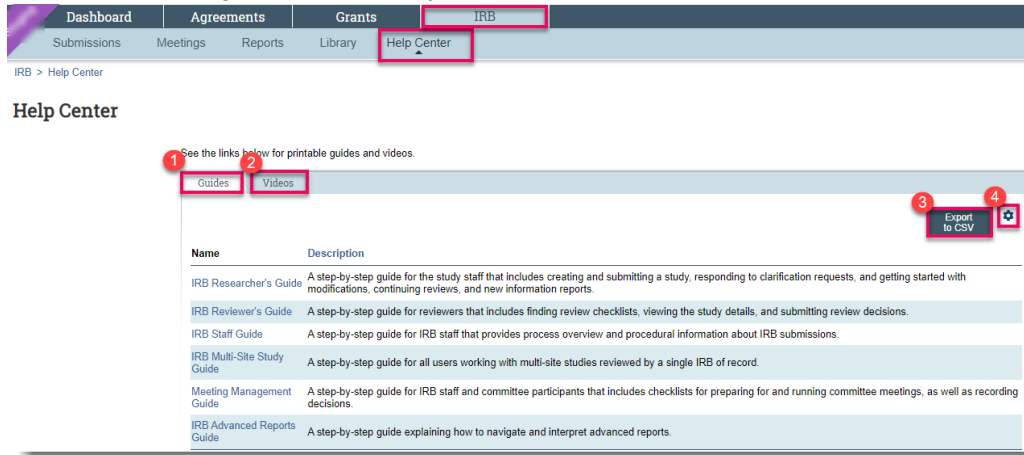 Dashboard Agreements Grants IRB
Submissions Meetings Reports Library Help Center
IRB > Help Center
Help Center
See the links below for printable guides and videos.
1 2
Guides Videos
3 4
Export
to CSV
Name Description
IRB Researcher's Guide A step-by-step guide for the study staff that includes creating and submitting a study, responding to clarification requests, and getting started with
modifications, continuing reviews, and new information reports.
IRB Reviewer's Guide A step-by-step guide for reviewers that includes finding review checklists, viewing the study details, and submitting review decisions.
IRB Staff Guide A step-by-step guide for IRB staff that provides process overview and procedural information about IRB submissions.
IRB Multi-Site Study
Guide A step-by-step guide for all users working with multi-site studies reviewed by a single IRB of record.
Meeting Management
Guide A step-by-step guide for IRB staff and committee participants that includes checklists for preparing for and running committee meetings, as well as recording
decisions.
IRB Advanced Reports
Guide A step-by-step guide explaining how to navigate and interpret advanced reports.